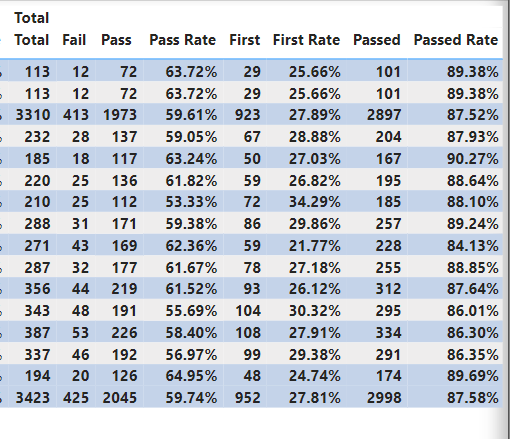 Total
Total Fail Pass Pass Rate First First Rate Passed Passed Rate
113 12 72 63.72% 29 25.66% 101 89.38%
113 12 72 63.72% 29 25.66% 101 89.38%
3310 413 1973 59.61% 923 27.89% 2897 87.52%
232 28 137 59.05% 67 28.88% 204 87.93%
185 18 117 63.24% 50 27.03% 167 90.27%
220 25 136 61.82% 59 26.82% 195 88.64%
210 25 112 53.33% 72 34.29% 185 88.10%
288 31 171 59.38% 86 29.86% 257 89.24%
271 43 169 62.36% 59 21.77% 228 84.13%
287 32 177 61.67% 78 27.18% 255 88.85%
356 44 219 61.52% 93 26.12% 312 87.64%
343 48 191 55.69% 104 30.32% 295 86.01%
387 53 226 58.40% 108 27.91% 334 86.30%
337 46 192 56.97% 99 29.38% 291 86.35%
194 20 126 64.95% 48 24.74% 174 89.69%
3423 425 2045 59.74% 952 27.81% 2998 87.58%